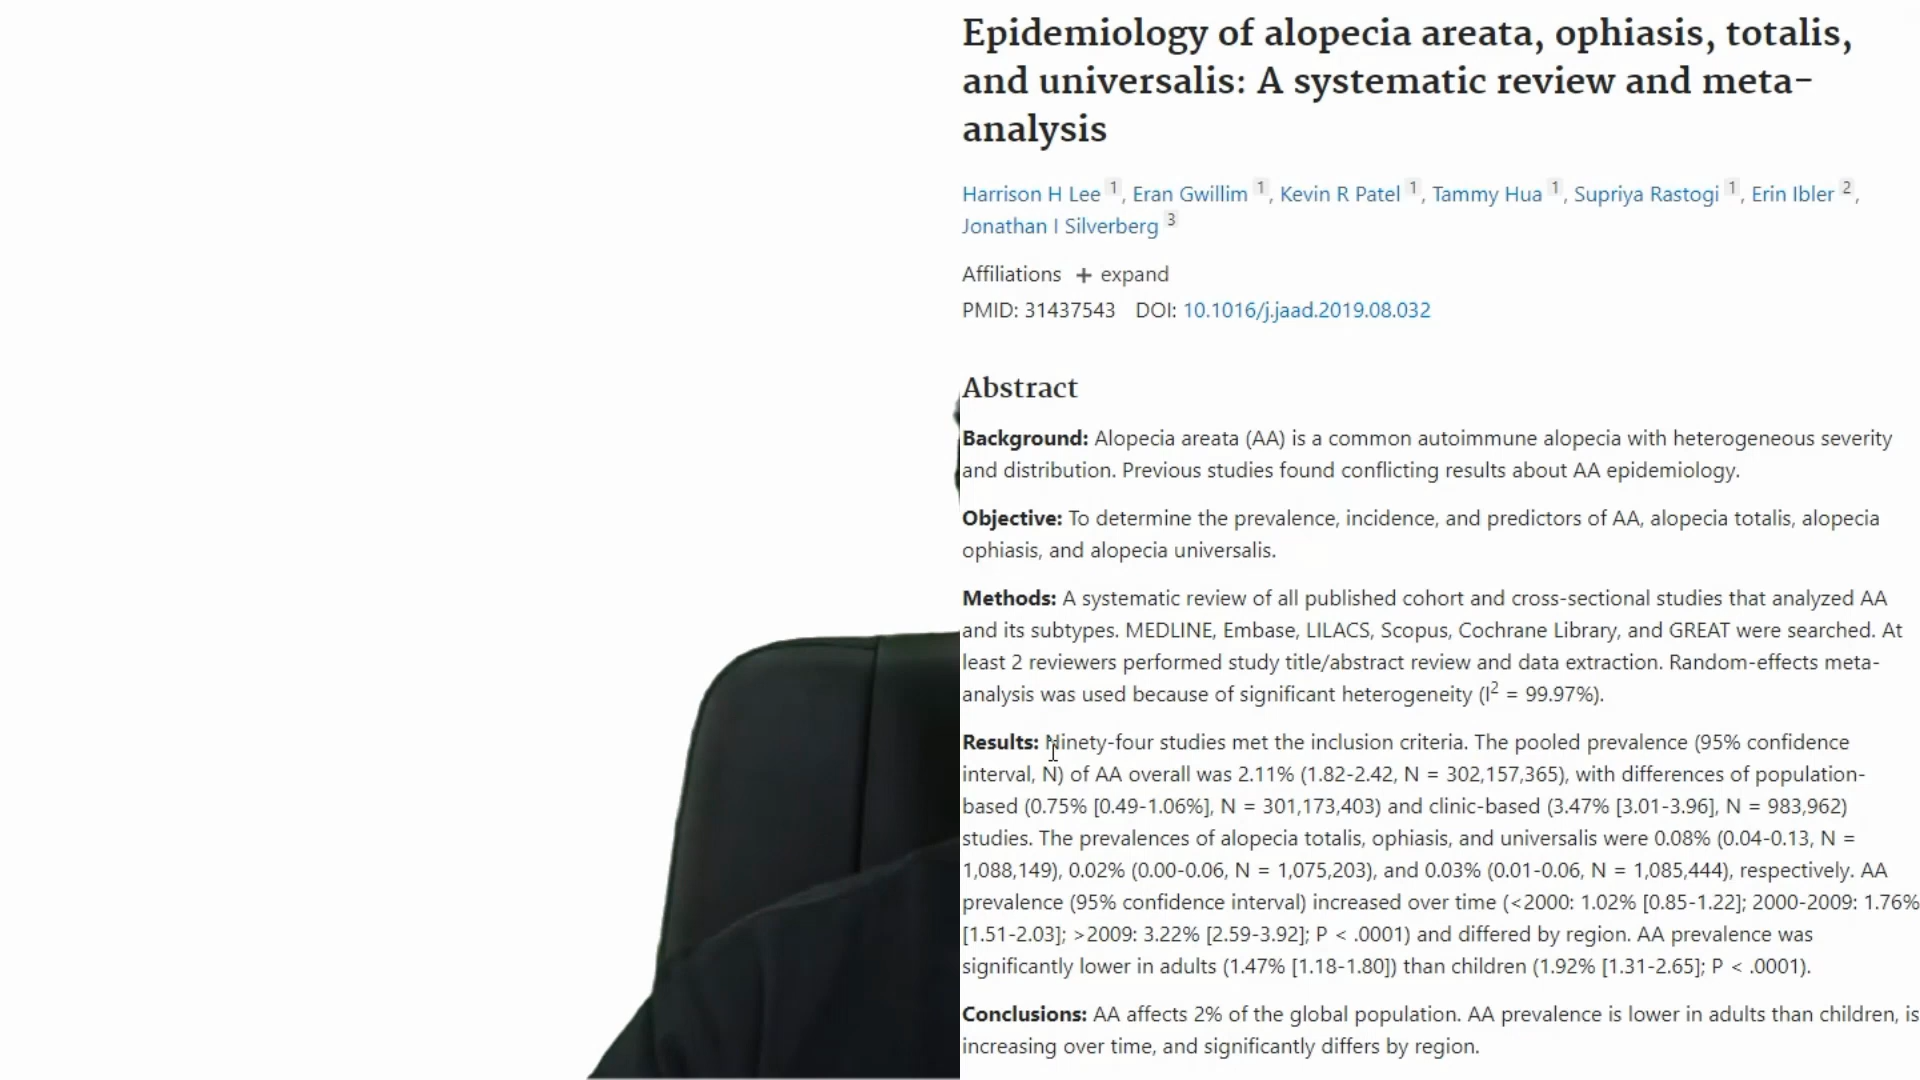 Epidemiology of alopecia areata, ophiasis, totalis,
and universalis: A systematic review and meta-
analysis
Harrison H Lee 1, Eran Gwillim 1, Kevin R Patel 1, Tammy Hua 1, Supriya Rastogi 1, Erin Ibler 2,
Jonathan I Silverberg 3
Affiliations + expand
PMID: 31437543 DOI: 10.1016/j.jaad.2019.08.032
Abstract
Background: Alopecia areata (AA) is a common autoimmune alopecia with heterogeneous severity
and distribution. Previous studies found conflicting results about AA epidemiology.
Objective: To determine the prevalence, incidence, and predictors of AA, alopecia totalis, alopecia
ophiasis, and alopecia universalis.
Methods: A systematic review of all published cohort and cross-sectional studies that analyzed AA
and its subtypes. MEDLINE, Embase, LILACS, Scopus, Cochrane Library, and GREAT were searched. At
least 2 reviewers performed study title/abstract review and data extraction. Random-effects meta-
analysis was used because of significant heterogeneity (I2 = 99.97%).
Results: Ninety-four studies met the inclusion criteria. The pooled prevalence (95% confidence
interval, N) of AA overall was 2.11% (1.82-2.42, N = 302,157,365), with differences of population-
based (0.75% [0.49-1.06%], N = 301,173,403) and clinic-based (3.47% [3.01-3.96], N = 983,962)
studies. The prevalences of alopecia totalis, ophiasis, and universalis were 0.08% (0.04-0.13, N =
1,088,149), 0.02% (0.00-0.06, N = 1,075,203), and 0.03% (0.01-0.06, N = 1,085,444), respectively. AA
prevalence (95% confidence interval) increased over time (<2000: 1.02% [0.85-1.22]; 2000-2009: 1.76%
[1.51-2.03]; >2009: 3.22% [2.59-3.92]; P < .0001) and differed by region. AA prevalence was
significantly lower in adults (1.47% [1.18-1.80]) than children (1.92% [1.31-2.65]; P < .0001).
Conclusions: AA affects 2% of the global population. AA prevalence is lower in adults than children, is
increasing over time, and significantly differs by region.